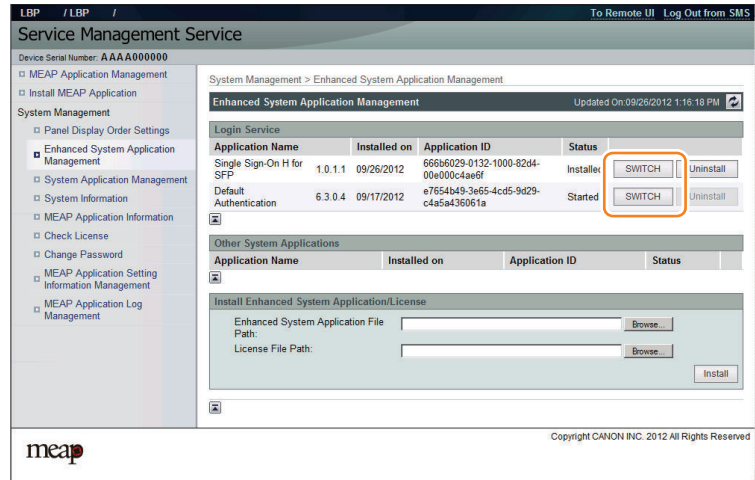 LBP / LBP /
To Remote UI Log Out from SMS
Service Management Service
Device Serial Number: AAAA000000
MEAP Application Management
Install MEAP Application
System Management
Panel Display Order Settings
Enhanced System Application
Management
System Application Management
System Information
MEAP Application Information
Check License
Change Password
MEAP Application Setting
Information Management
MEAP Application Log
Management
System Management > Enhanced System Application Management
Enhanced System Application Management Updated On:09/26/2012 1:16:18 PM
Login Service
Application Name Installed on Application ID Status
Single Sign-On H for
SFP 1.0.1.1 09/26/2012 666b6029-0132-1000-82d4-
00e000c4ae6f Installed SWITCH Uninstall
Default
Authentication 6.3.0.4 09/17/2012 e7654b49-3e65-4cd5-9d29-
c4a5a436061a Started SWITCH Uninstall
Other System Applications
Application Name Installed on Application ID Status
Install Enhanced System Application/License
Enhanced System Application File
Path: Browse...
License File Path: Browse...
Install
Copyright CANON INC. 2012 All Rights Reserved
meap